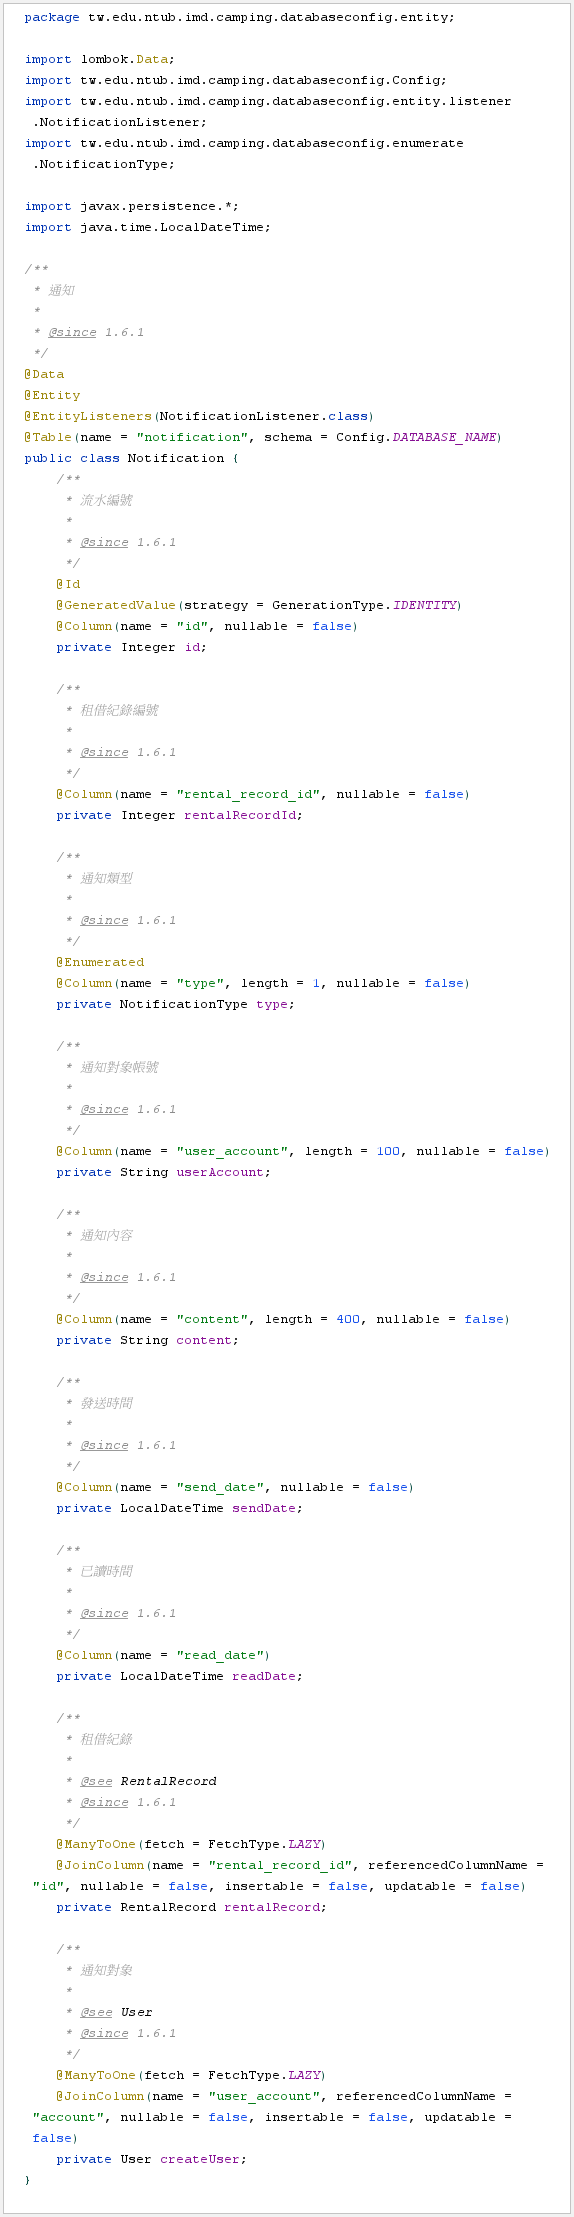 package tw.edu.ntub.imd.camping.databaseconfig.entity;

import lombok.Data;
import tw.edu.ntub.imd.camping.databaseconfig.Config;
import tw.edu.ntub.imd.camping.databaseconfig.entity.listener
 .NotificationListener;
import tw.edu.ntub.imd.camping.databaseconfig.enumerate
 .NotificationType;

import javax.persistence.*;
import java.time.LocalDateTime;

/**
 * 通知
 *
 * @since 1.6.1
 */
@Data
@Entity
@EntityListeners(NotificationListener.class)
@Table(name = "notification", schema = Config.DATABASE_NAME)
public class Notification {
    /**
     * 流水編號
     *
     * @since 1.6.1
     */
    @Id
    @GeneratedValue(strategy = GenerationType.IDENTITY)
    @Column(name = "id", nullable = false)
    private Integer id;

    /**
     * 租借紀錄編號
     *
     * @since 1.6.1
     */
    @Column(name = "rental_record_id", nullable = false)
    private Integer rentalRecordId;

    /**
     * 通知類型
     *
     * @since 1.6.1
     */
    @Enumerated
    @Column(name = "type", length = 1, nullable = false)
    private NotificationType type;

    /**
     * 通知對象帳號
     *
     * @since 1.6.1
     */
    @Column(name = "user_account", length = 100, nullable = false)
    private String userAccount;

    /**
     * 通知內容
     *
     * @since 1.6.1
     */
    @Column(name = "content", length = 400, nullable = false)
    private String content;

    /**
     * 發送時間
     *
     * @since 1.6.1
     */
    @Column(name = "send_date", nullable = false)
    private LocalDateTime sendDate;

    /**
     * 已讀時間
     *
     * @since 1.6.1
     */
    @Column(name = "read_date")
    private LocalDateTime readDate;

    /**
     * 租借紀錄
     *
     * @see RentalRecord
     * @since 1.6.1
     */
    @ManyToOne(fetch = FetchType.LAZY)
    @JoinColumn(name = "rental_record_id", referencedColumnName =
 "id", nullable = false, insertable = false, updatable = false)
    private RentalRecord rentalRecord;

    /**
     * 通知對象
     *
     * @see User
     * @since 1.6.1
     */
    @ManyToOne(fetch = FetchType.LAZY)
    @JoinColumn(name = "user_account", referencedColumnName =
 "account", nullable = false, insertable = false, updatable =
 false)
    private User createUser;
}